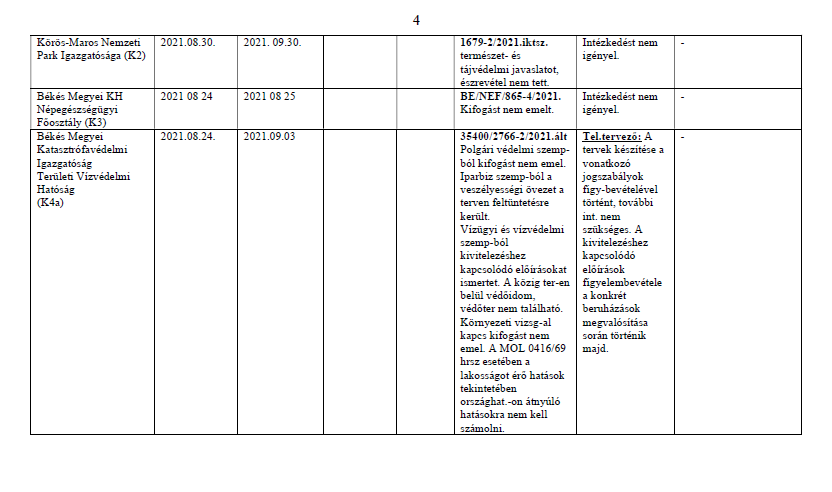 4
Körös-Maros Nemzeti
Park Igazgatósága (K2)
2021.08.30.
2021. 09.30.
1679-2/2021.iktsz.
természet- és
tájvédelmi javaslatot,
észrevétel nem tett.
Intézkedést nem
igényel.
-
Békés Megyei KH
Népegészségügyi
Főosztály (K3)
2021 08 24
2021 08 25
BE/NEF/865-4/2021.
Kifogást nem emelt.
Intézkedést nem
igényel.
-
Békés Megyei
Katasztrófavédelmi
Igazgatóság
Területi Vízvédelmi
Hatóság
(K4a)
2021.08.24.
2021.09.03
35400/2766-2/2021.ált
Polgári védelmi szemp-
ból kifogást nem emel.
Iparbiz szemp-ból a
veszélyességi övezet a
terven feltüntetésre
került.
Vízügyi és vízvédelmi
szemp-ból
kivitelezéshez
kapcsolódó előírásokat
ismertet. A közig ter-en
belül védőidom,
védőter nem található.
Környezeti vizsg-al
kapcs kifogást nem
emel. A MOL 0416/69
hrsz esetében a
lakosságot érő hatások
tekintetében
országhat.-on átnyúló
hatásokra nem kell
számolni.
Tel.tervező: A
tervek készítése a
vonatkozó
jogszabályok
figy-bevételével
történt, további
int. nem
szükséges. A
kivitelezéshez
kapcsolódó
előírások
figyelembevétele
a konkrét
beruházások
megvalósítása
során történik
majd.
-